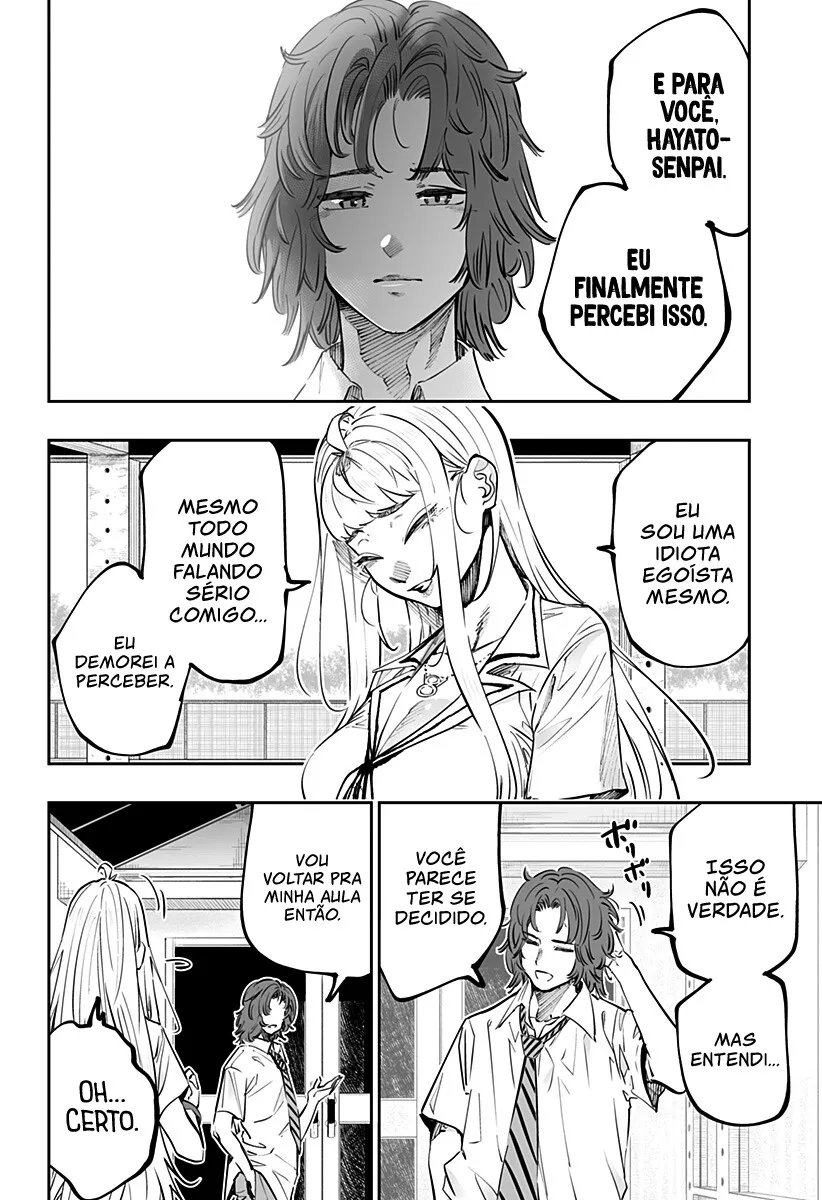 E PARA
VOCÊ,
HAYATO-
SENPAI.
EU
FINALMENTE
PERCEBI ISSO.
EU
SOU UMA
IDIOTA
EGOÍSTA
MESMO.
MESMO
TODO
MUNDO
FALANDO
SÉRIO
COMIGO...
EU
DEMOREI A
PERCEBER.
ISSO
NÃO É
VERDADE.
MAS
ENTENDI...
ボリボリ
VOCÊ
PARECE
TER SE
DECIDIDO.
VOU
VOLTAR PRA
MINHA AULA
ENTÃO.
OH...
CERTO.